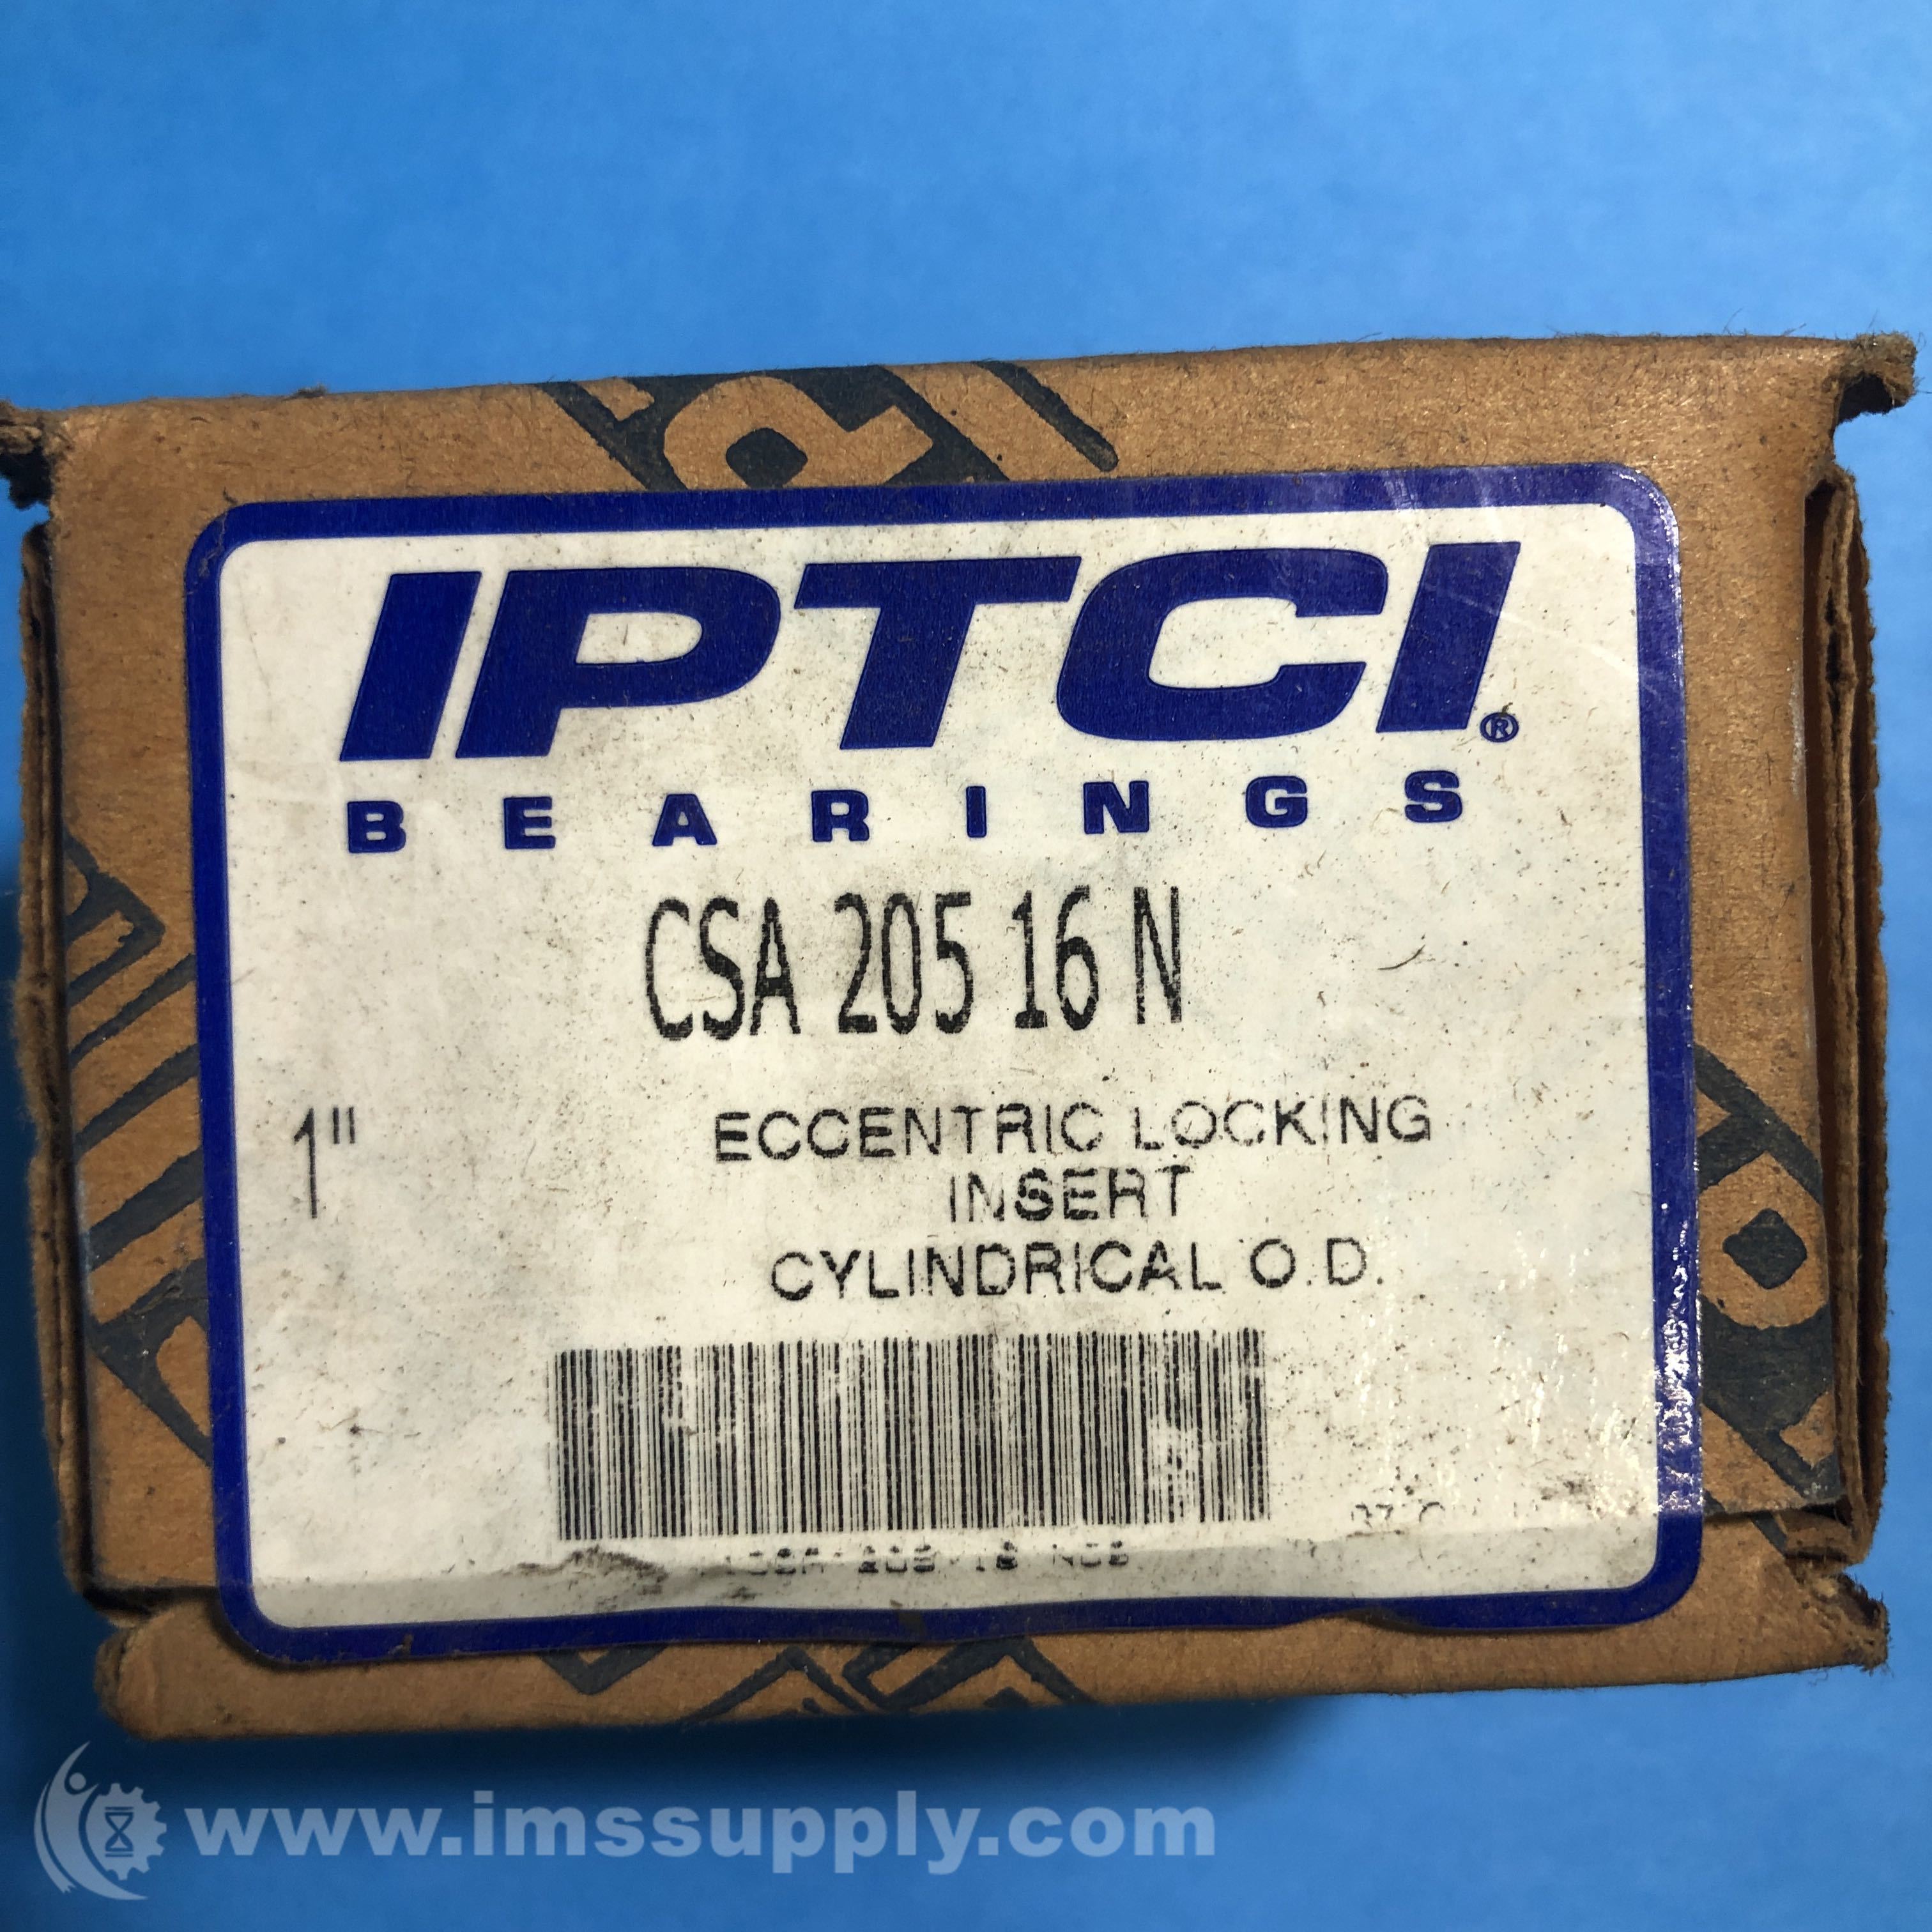 IPTCI®
BEARINGS
CSA 205 16 N
1" ECCENTRIC LOCKING
INSERT
CYLINDRICAL O.D.
www.imssupply.com